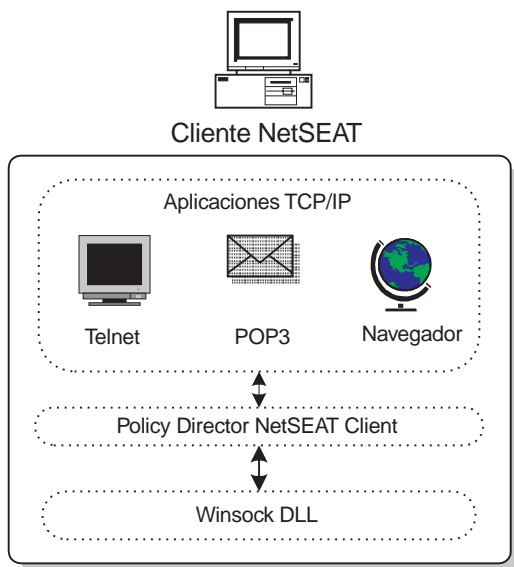 Cliente NetSEAT
Aplicaciones TCP/IP
Telnet
POP3
Navegador
Policy Director NetSEAT Client
Winsock DLL